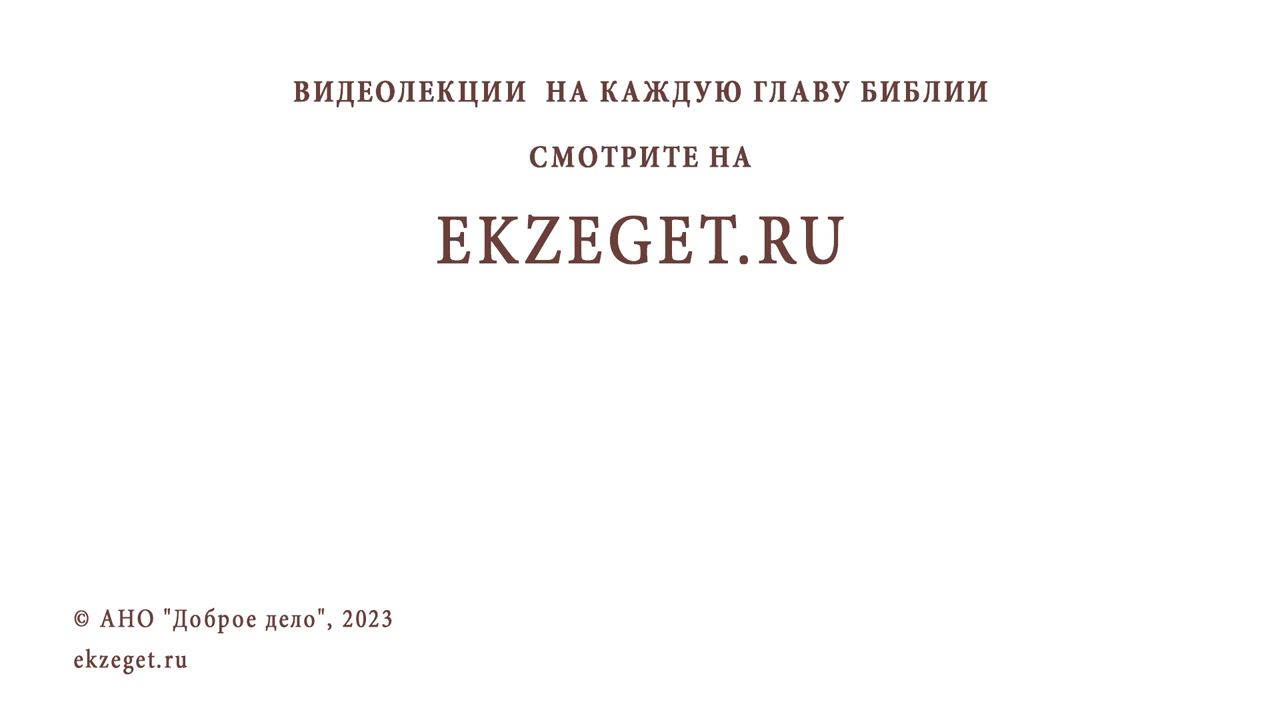 ВИДЕОЛЕКЦИИ НА КАЖДУЮ ГЛАВУ БИБЛИИ
СМОТРИТЕ НА
EKZEGET.RU
© АНО "Доброе дело", 2023
ekzeget.ru